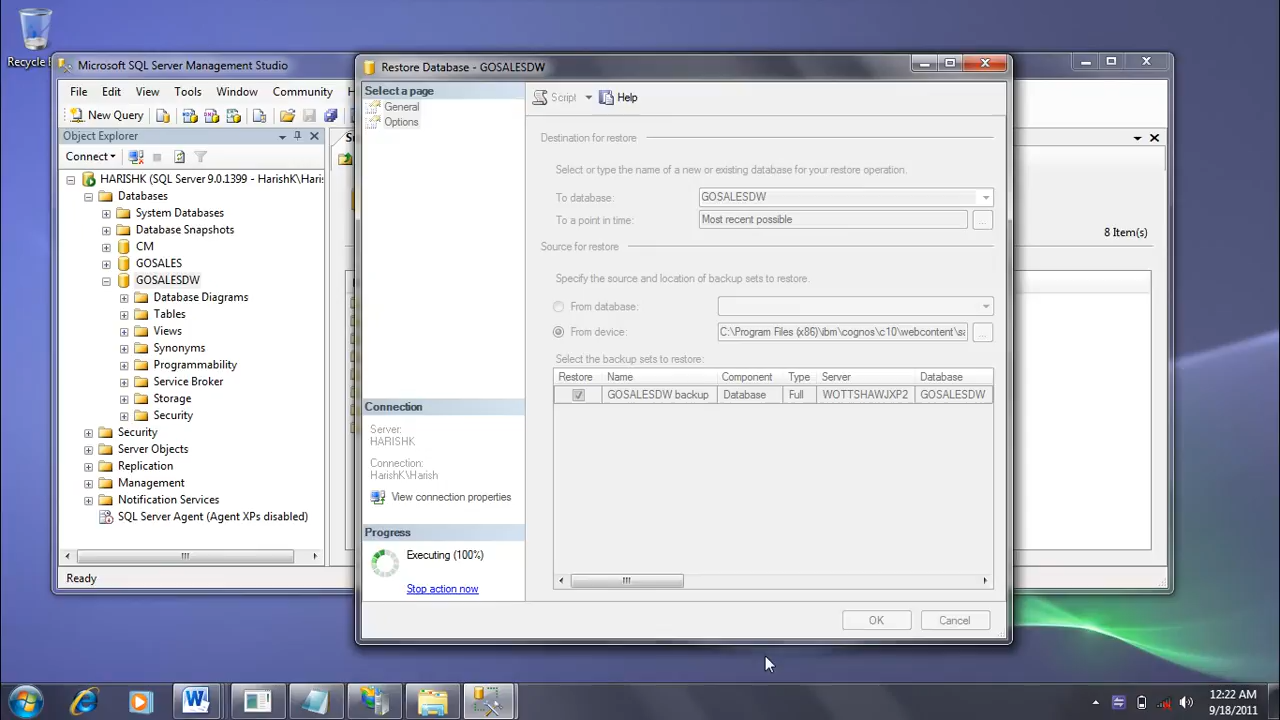 Recycle
Microsoft SQL Server Management Studio
File Edit View Tools Window Community
New Query
Object Explorer
Connect
HARISHK (SQL Server 9.0.1399 - HarishK\Haris
Databases
System Databases
Database Snapshots
CM
GOSALES
GOSALESDW
Database Diagrams
Tables
Views
Synonyms
Programmability
Service Broker
Storage
Security
Security
Server Objects
Replication
Management
Notification Services
SQL Server Agent (Agent XPs disabled)
Ready
8 Item(s)
Restore Database - GOSALESDW
Select a page
General
Options
Script Help
Destination for restore
Select or type the name of a new or existing database for your restore operation.
To database: GOSALESDW
To a point in time: Most recent possible ...
Source for restore
Specify the source and location of backup sets to restore.
From database:
From device: C:\Program Files (x86)\ibm\cognos\c10\webcontent\sa ...
Select the backup sets to restore:
Restore Name Component Type Server Database
GOSALESDW backup Database Full WOTTSHAWJXP2 GOSALESDW
Connection
Server:
HARISHK
Connection:
HarishK\Harish
View connection properties
Progress
Executing (100%)
Stop action now
OK Cancel
12:22 AM
9/18/2011